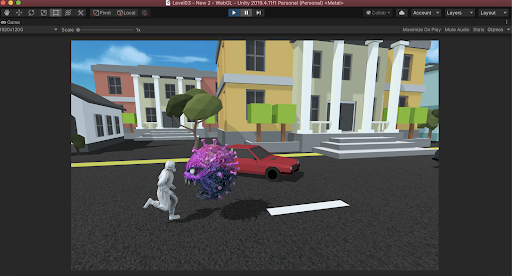 Level03 - New 2 - WebGL - Unity 2019.4.11f1 Personal (Personal) <Metal>
Pivot Local Collab Account Layers Layout
Game
1920x1200 Scale 1x Maximize On Play Mute Audio Stats Gizmos